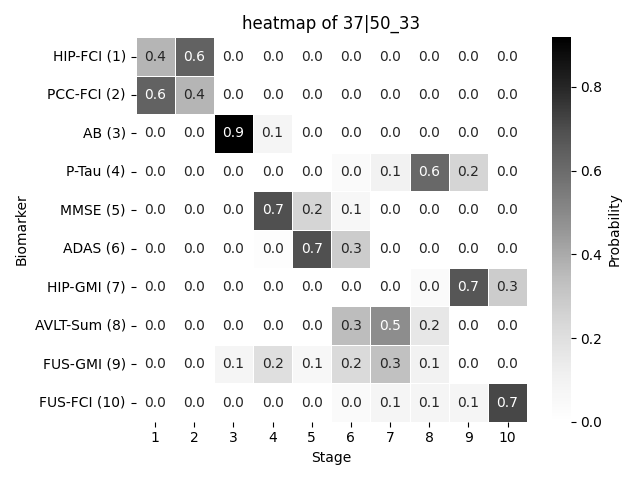 heatmap of 37|50_33
HIP-FCI (1) 0.4 0.6 0.0 0.0 0.0 0.0 0.0 0.0 0.0 0.0
PCC-FCI (2) 0.6 0.4 0.0 0.0 0.0 0.0 0.0 0.0 0.0 0.0
AB (3) 0.0 0.0 0.9 0.1 0.0 0.0 0.0 0.0 0.0 0.0
P-Tau (4) 0.0 0.0 0.0 0.0 0.0 0.0 0.1 0.6 0.2 0.0
MMSE (5) 0.0 0.0 0.0 0.7 0.2 0.1 0.0 0.0 0.0 0.0
ADAS (6) 0.0 0.0 0.0 0.0 0.7 0.3 0.0 0.0 0.0 0.0
HIP-GMI (7) 0.0 0.0 0.0 0.0 0.0 0.0 0.0 0.0 0.7 0.3
AVLT-Sum (8) 0.0 0.0 0.0 0.0 0.0 0.3 0.5 0.2 0.0 0.0
FUS-GMI (9) 0.0 0.0 0.1 0.2 0.1 0.2 0.3 0.1 0.0 0.0
FUS-FCI (10) 0.0 0.0 0.0 0.0 0.0 0.0 0.1 0.1 0.1 0.7
1 2 3 4 5 6 7 8 9 10
Stage
Biomarker
0.8
0.6
0.4
0.2
0.0
Probability